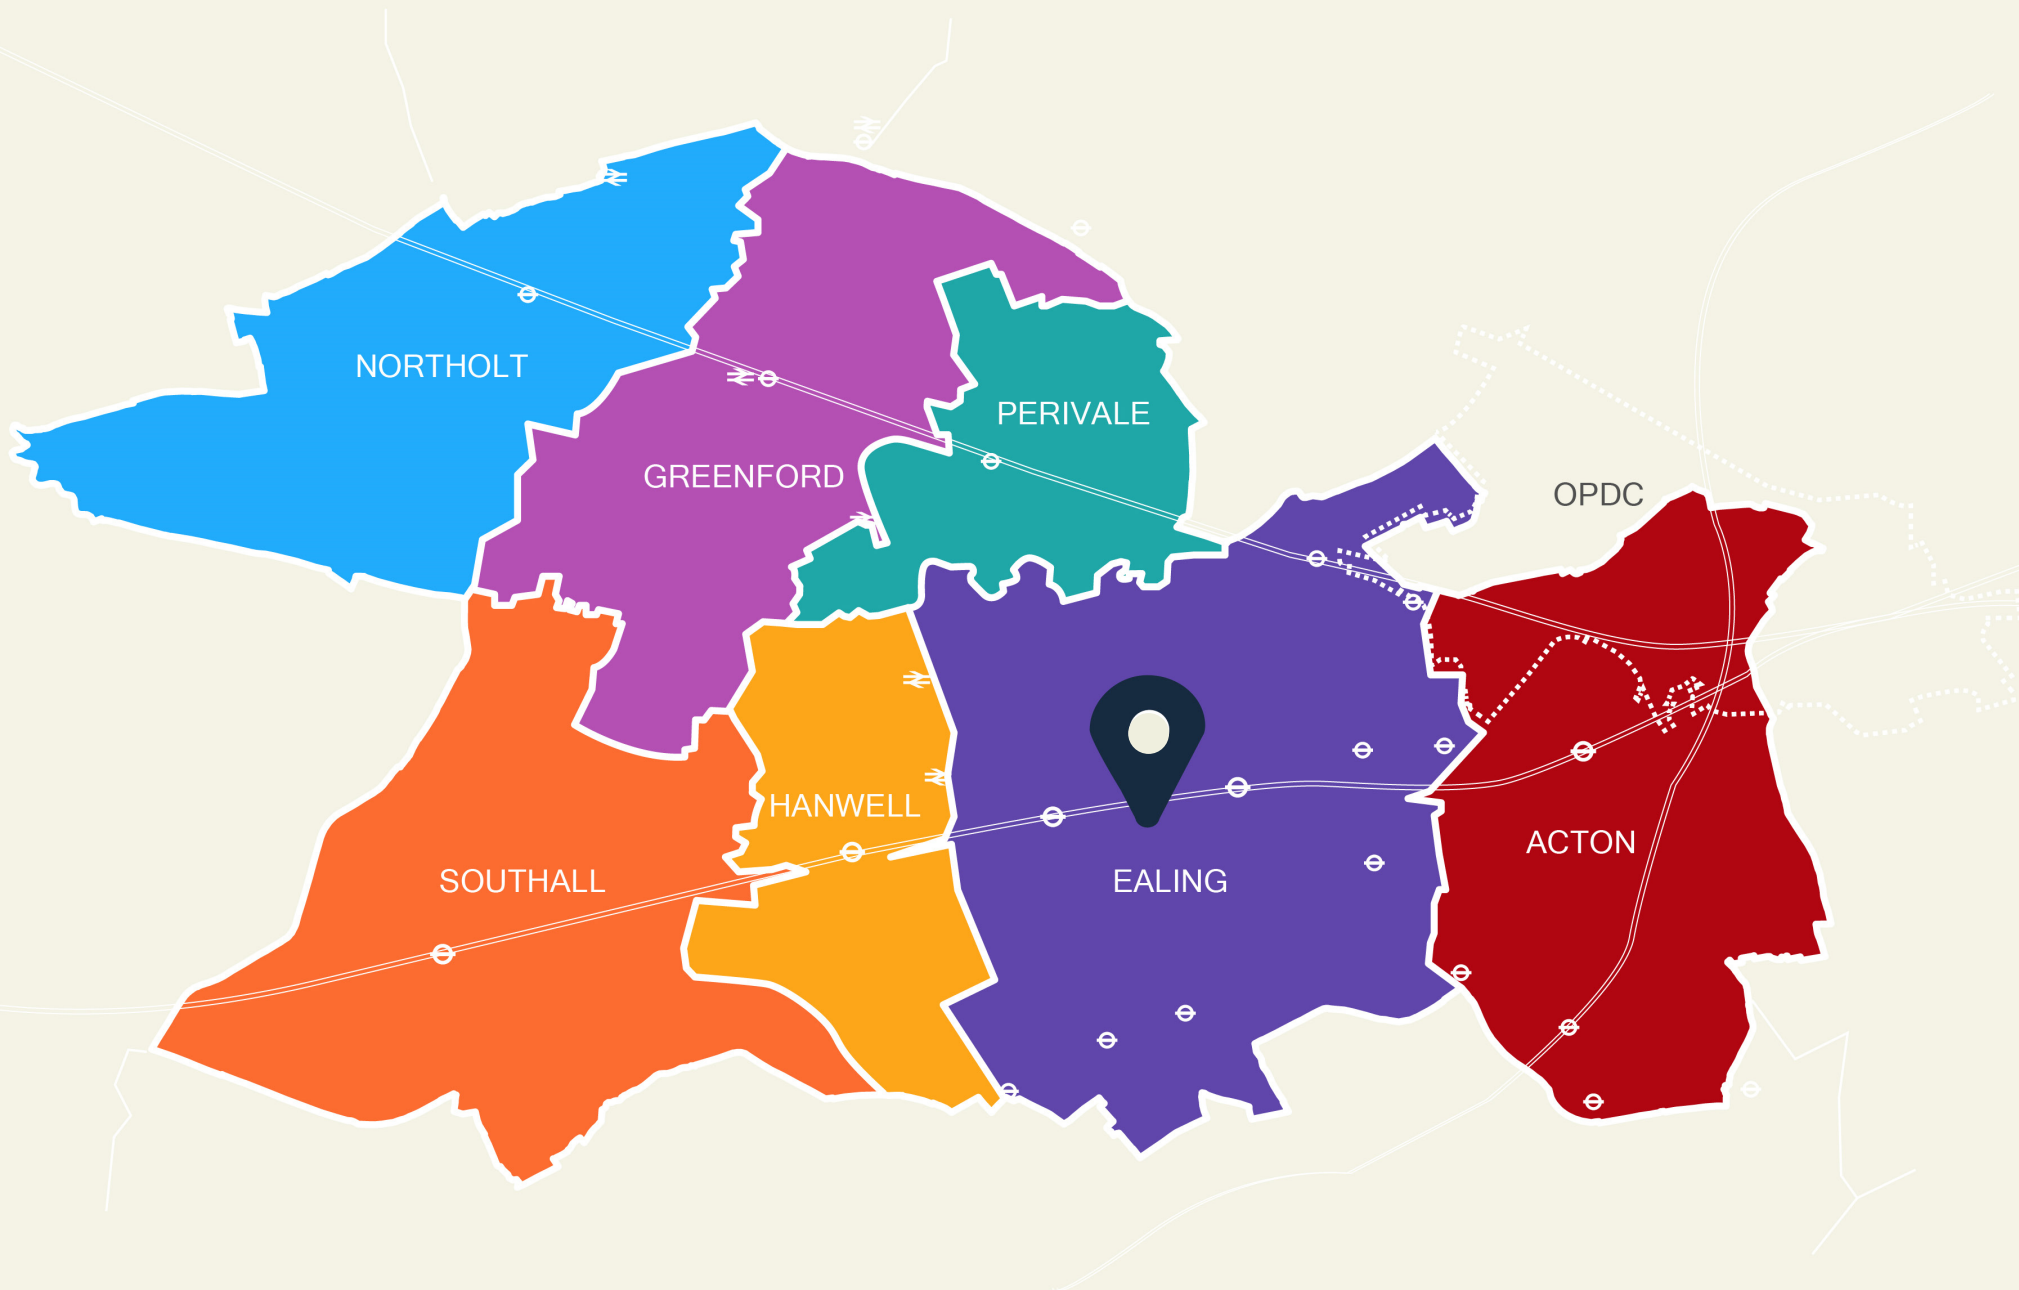 NORTHOLT
PERIVALE
GREENFORD
OPDC
HANWELL
ACTON
SOUTHALL
EALING